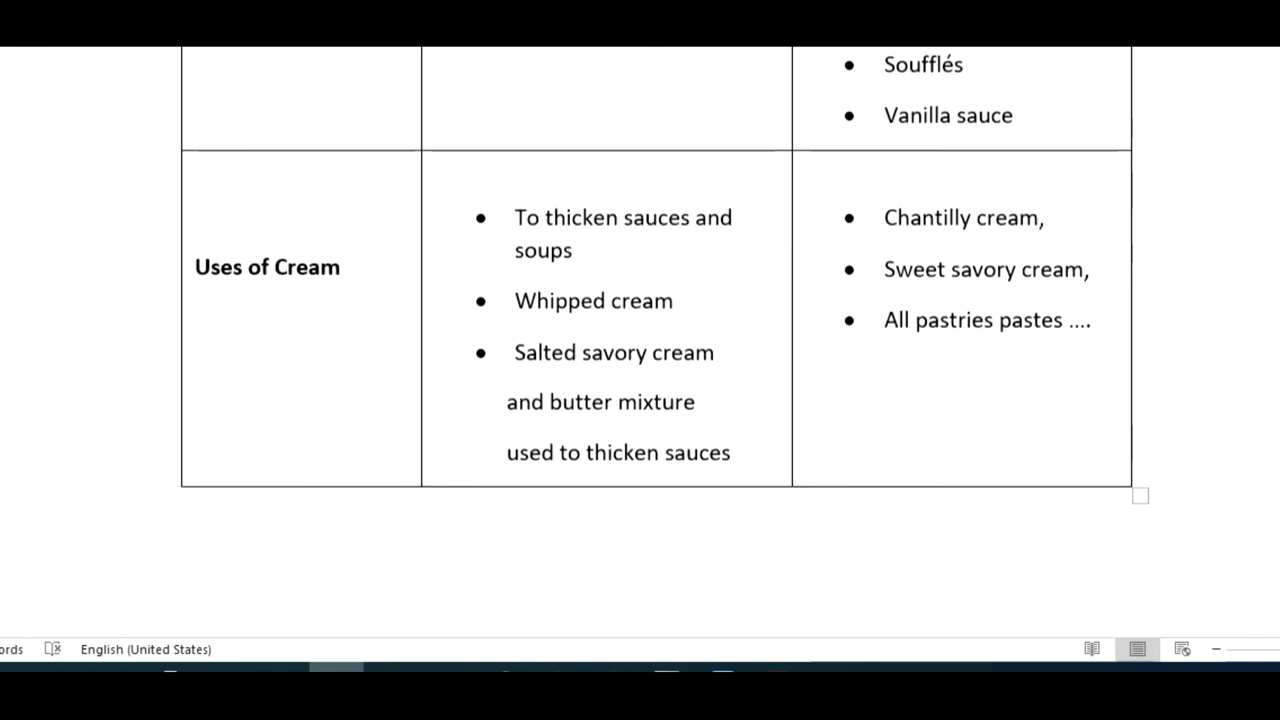 • Soufflés
• Vanilla sauce
Uses of Cream
• To thicken sauces and
soups
• Whipped cream
• Salted savory cream
and butter mixture
used to thicken sauces
• Chantilly cream,
• Sweet savory cream,
• All pastries pastes ....
ords
English (United States)